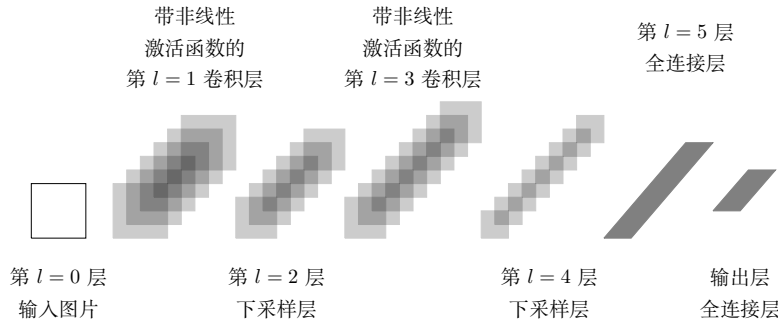 带非线性
激活函数的
第 l = 1 卷积层
带非线性
激活函数的
第 l = 3 卷积层
第 l = 5 层
全连接层
第 l = 0 层
输入图片
第 l = 2 层
下采样层
第 l = 4 层
下采样层
输出层
全连接层